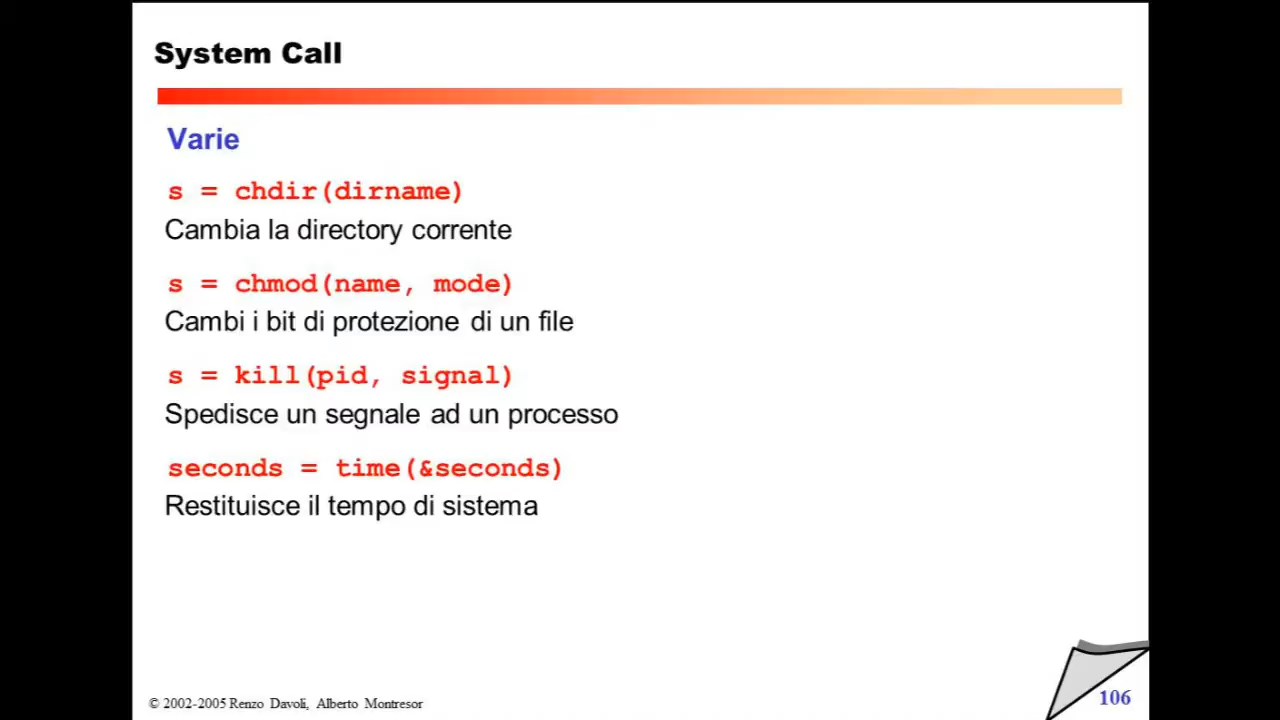 System Call
Varie
s = chdir(dirname)
Cambia la directory corrente
s = chmod(name, mode)
Cambi i bit di protezione di un file
s = kill(pid, signal)
Spedisce un segnale ad un processo
seconds = time(&seconds)
Restituisce il tempo di sistema
© 2002-2005 Renzo Davoli, Alberto Montresor
106